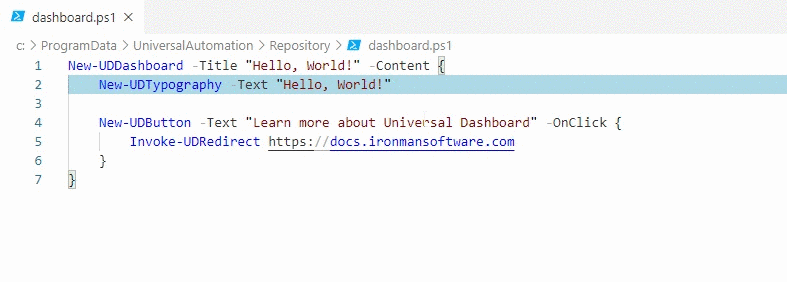 dashboard.ps1 ×
c: > ProgramData > UniversalAutomation > Repository > dashboard.ps1
1 New-UDDashboard -Title "Hello, World!" -Content {
2 New-UDTypography -Text "Hello, World!"
3
4 New-UDButton -Text "Learn more about Universal Dashboard" -OnClick {
5 Invoke-UDRedirect https://docs.ironmansoftware.com
6 }
7 }